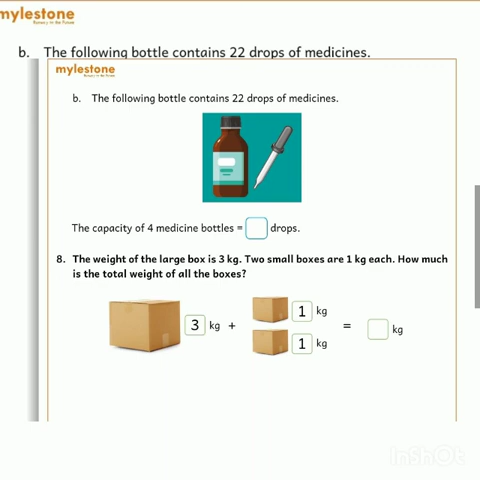 mylestone
b. The following bottle contains 22 drops of medicines.
mylestone
b. The following bottle contains 22 drops of medicines.
The capacity of 4 medicine bottles = drops.
8. The weight of the large box is 3 kg. Two small boxes are 1 kg each. How much
is the total weight of all the boxes?
3 kg + 1 kg
1 kg = kg
InShOt